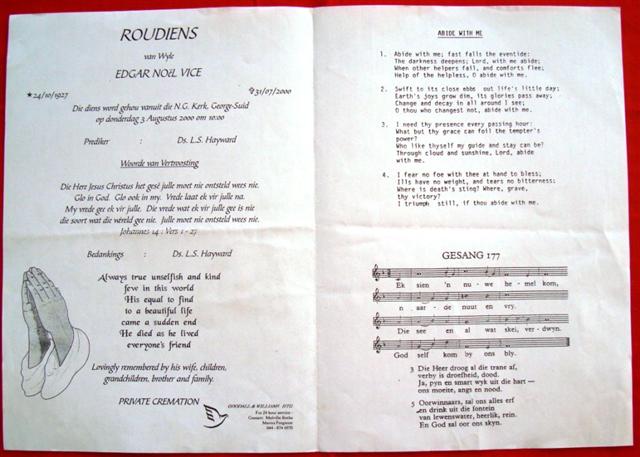 ROUDIENS
van Wyle
EDGAR NOËL VICE
★24/10/1927 ✞31/07/2000
Die diens word gehou vanuit die N.G. Kerk, George-Suid
op donderdag 3 Augustus 2000 om 10:00
Prediker : Ds. L.S. Hayward
Woorde van Vertroosting
Die Here Jesus Christus het gesê julle moet nie ontsteld wees nie.
Glo in God. Glo ook in my. Vrede laat ek vir julle na.
My vrede gee ek vir julle. Die vrede wat ek vir julle gee is nie
die soort wat die wêreld gee nie. Julle moet nie ontsteld wees nie.
Johannes 14 : Vers 1 - 27
Bedankings : Ds. L.S. Hayward
Always true unselfish and kind
few in this world
His equal to find
to a beautiful life
came a sudden end
He died as he lived
everyone's friend
Lovingly remembered by his wife, children,
grandchildren, brother and family.
PRIVATE CREMATION
For 24 hour service -
ABIDE WITH ME
1. Abide with me; fast falls the eventide:
The darkness deepens; Lord, with me abide;
When other helpers fail, and comforts flee;
Help of the helpless, O abide with me.
2. Swift to its close ebbs out life's little day;
Earth's joys grow dim, its glories pass away;
Change and decay in all around I see;
O thou who changest not, abide with me.
3. I need thy presence every passing hour:
What but thy grace can foil the tempter's
power?
Who like thyself my guide and stay can be?
Through cloud and sunshine, Lord, abide
with me.
4. I fear no foe with thee at hand to bless;
Ills have no weight, and tears no bitterness:
Where is death's sting? Where, grave,
thy victory?
I triumph still, if thou abide with me.
GESANG 177
Ek sien 'n nu-we he-mel kom,
n aar-de nuut en vry.
Die see en al wat skei, verdwyn.
God self kom by ons bly.
3 Die Heer droog al die trane af,
verby is droefheid, dood.
Ja, pyn en smart wyk uit die hart —
ons moeite, angs en nood.
5 Oorwinnaars, sal ons alles erf
en drink uit die fontein
van lewenswater, heerlik, rein.
En God sal oor ons skyn.